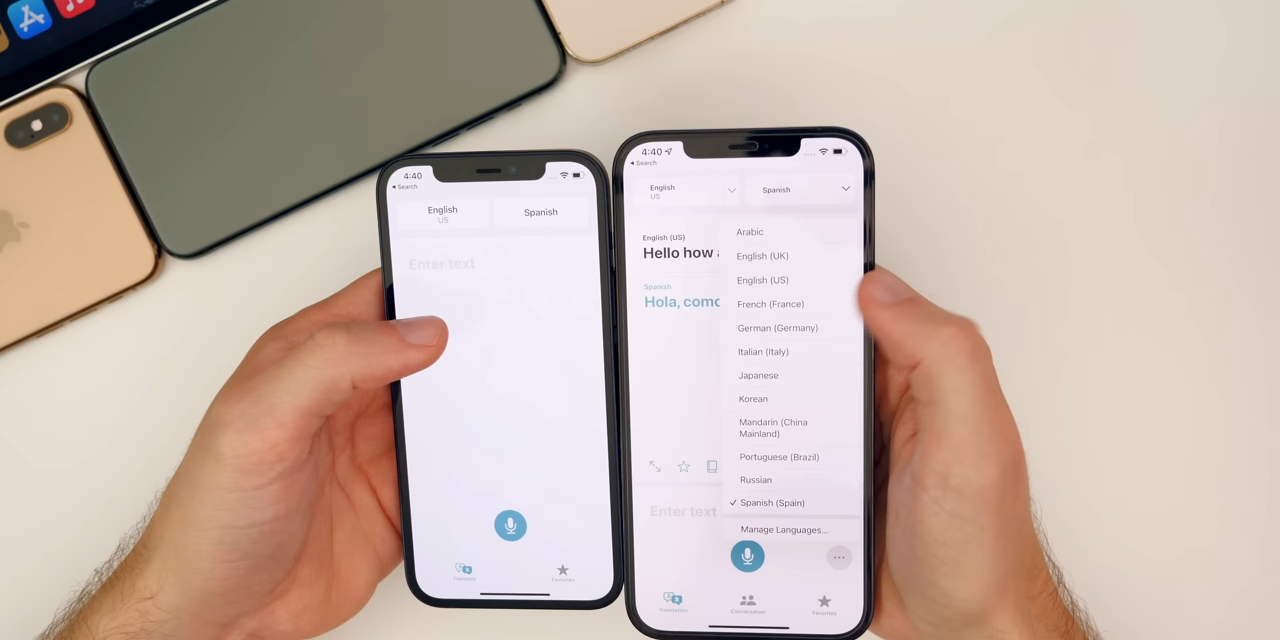 4:40
Search
English
US
Spanish
Enter text
Translate
Favorites
4:40
Search
English
US
Spanish
English (US)
Hello how
Spanish
Hola, como
Arabic
English (UK)
English (US)
French (France)
German (Germany)
Italian (Italy)
Japanese
Korean
Mandarin (China
Mainland)
Portuguese (Brazil)
Russian
Spanish (Spain)
Manage Languages...
Enter text
Translation
Conversation
Favorites